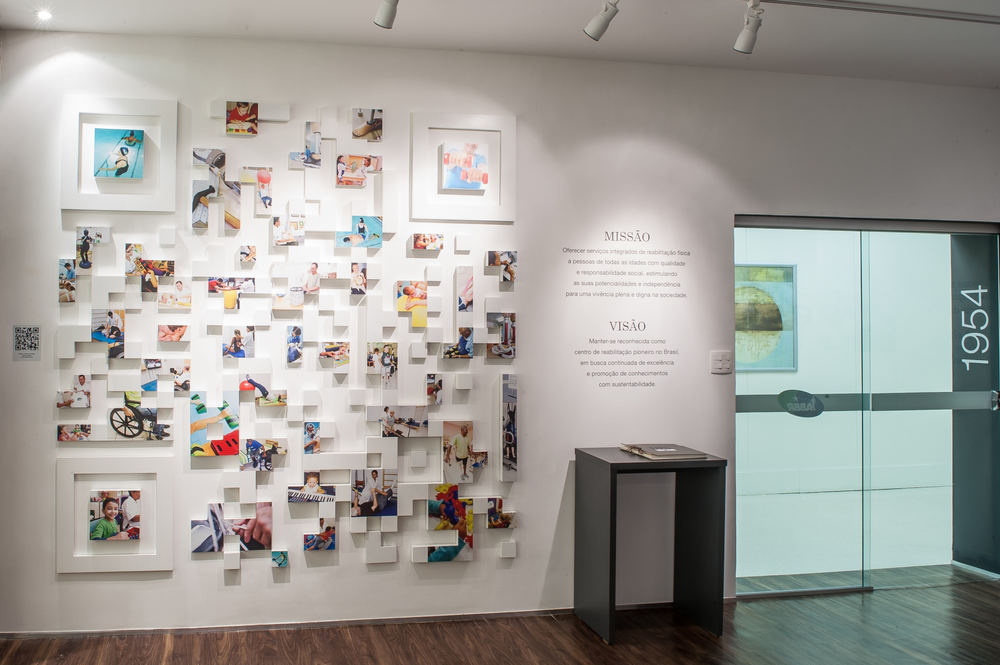 MISSÃO
Oferecer serviços integrados de reabilitação física
a pessoas de todas as idades com qualidade
e responsabilidade social, estimulando
as suas potencialidades e independência
para uma vivência plena e digna na sociedade.
VISÃO
Manter-se reconhecida como
centro de reabilitação pioneiro no Brasil,
em busca continuada de excelência
e promoção de conhecimentos
com sustentabilidade.
ABBR
1954